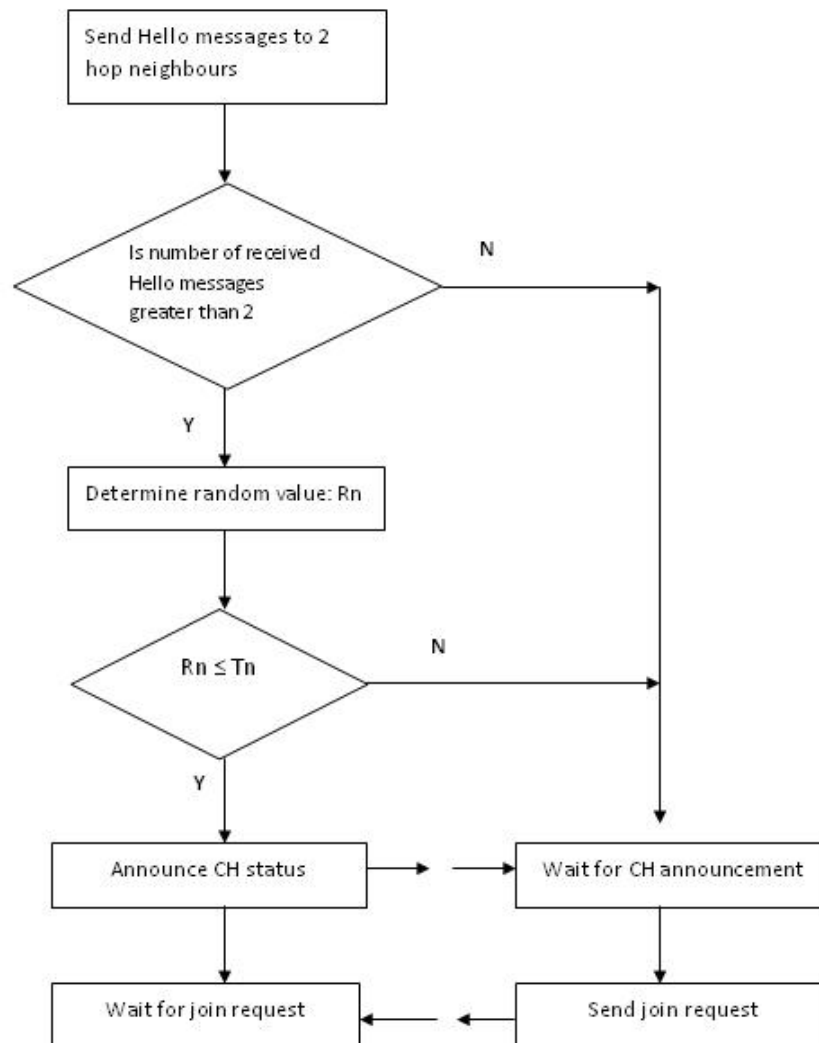 Send Hello messages to 2
hop neighbours
Is number of received
Hello messages
greater than 2
N
Y
Determine random value: Rn
Rn ≤ Tn
N
Y
Announce CH status
Wait for CH announcement
Wait for join request
Send join request